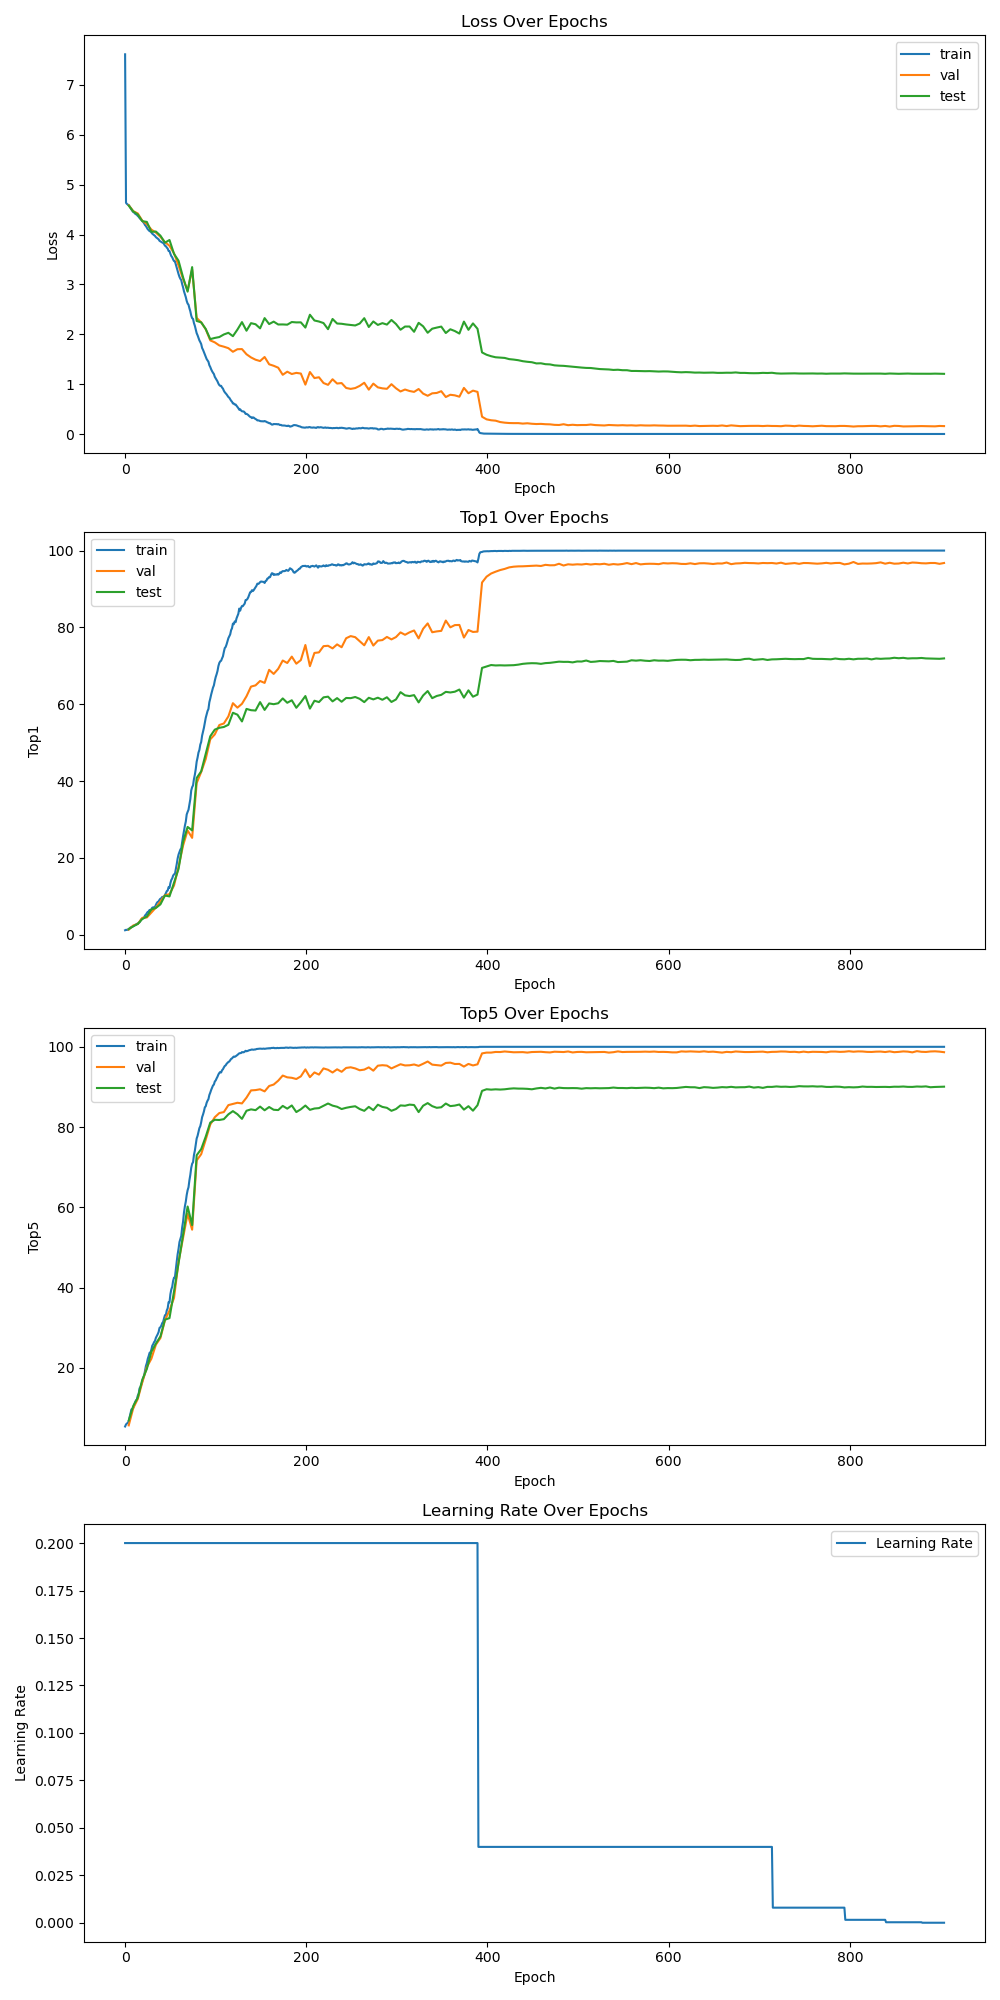 Loss Over Epochs
train
val
test
7
6
5
4
3
2
1
0
Loss
0 200 400 600 800
Epoch
Top1 Over Epochs
train
val
test
100
80
60
40
20
0
Top1
0 200 400 600 800
Epoch
Top5 Over Epochs
train
val
test
100
80
60
40
20
Top5
0 200 400 600 800
Epoch
Learning Rate Over Epochs
Learning Rate
0.200
0.175
0.150
0.125
0.100
0.075
0.050
0.025
0.000
Learning Rate
0 200 400 600 800
Epoch